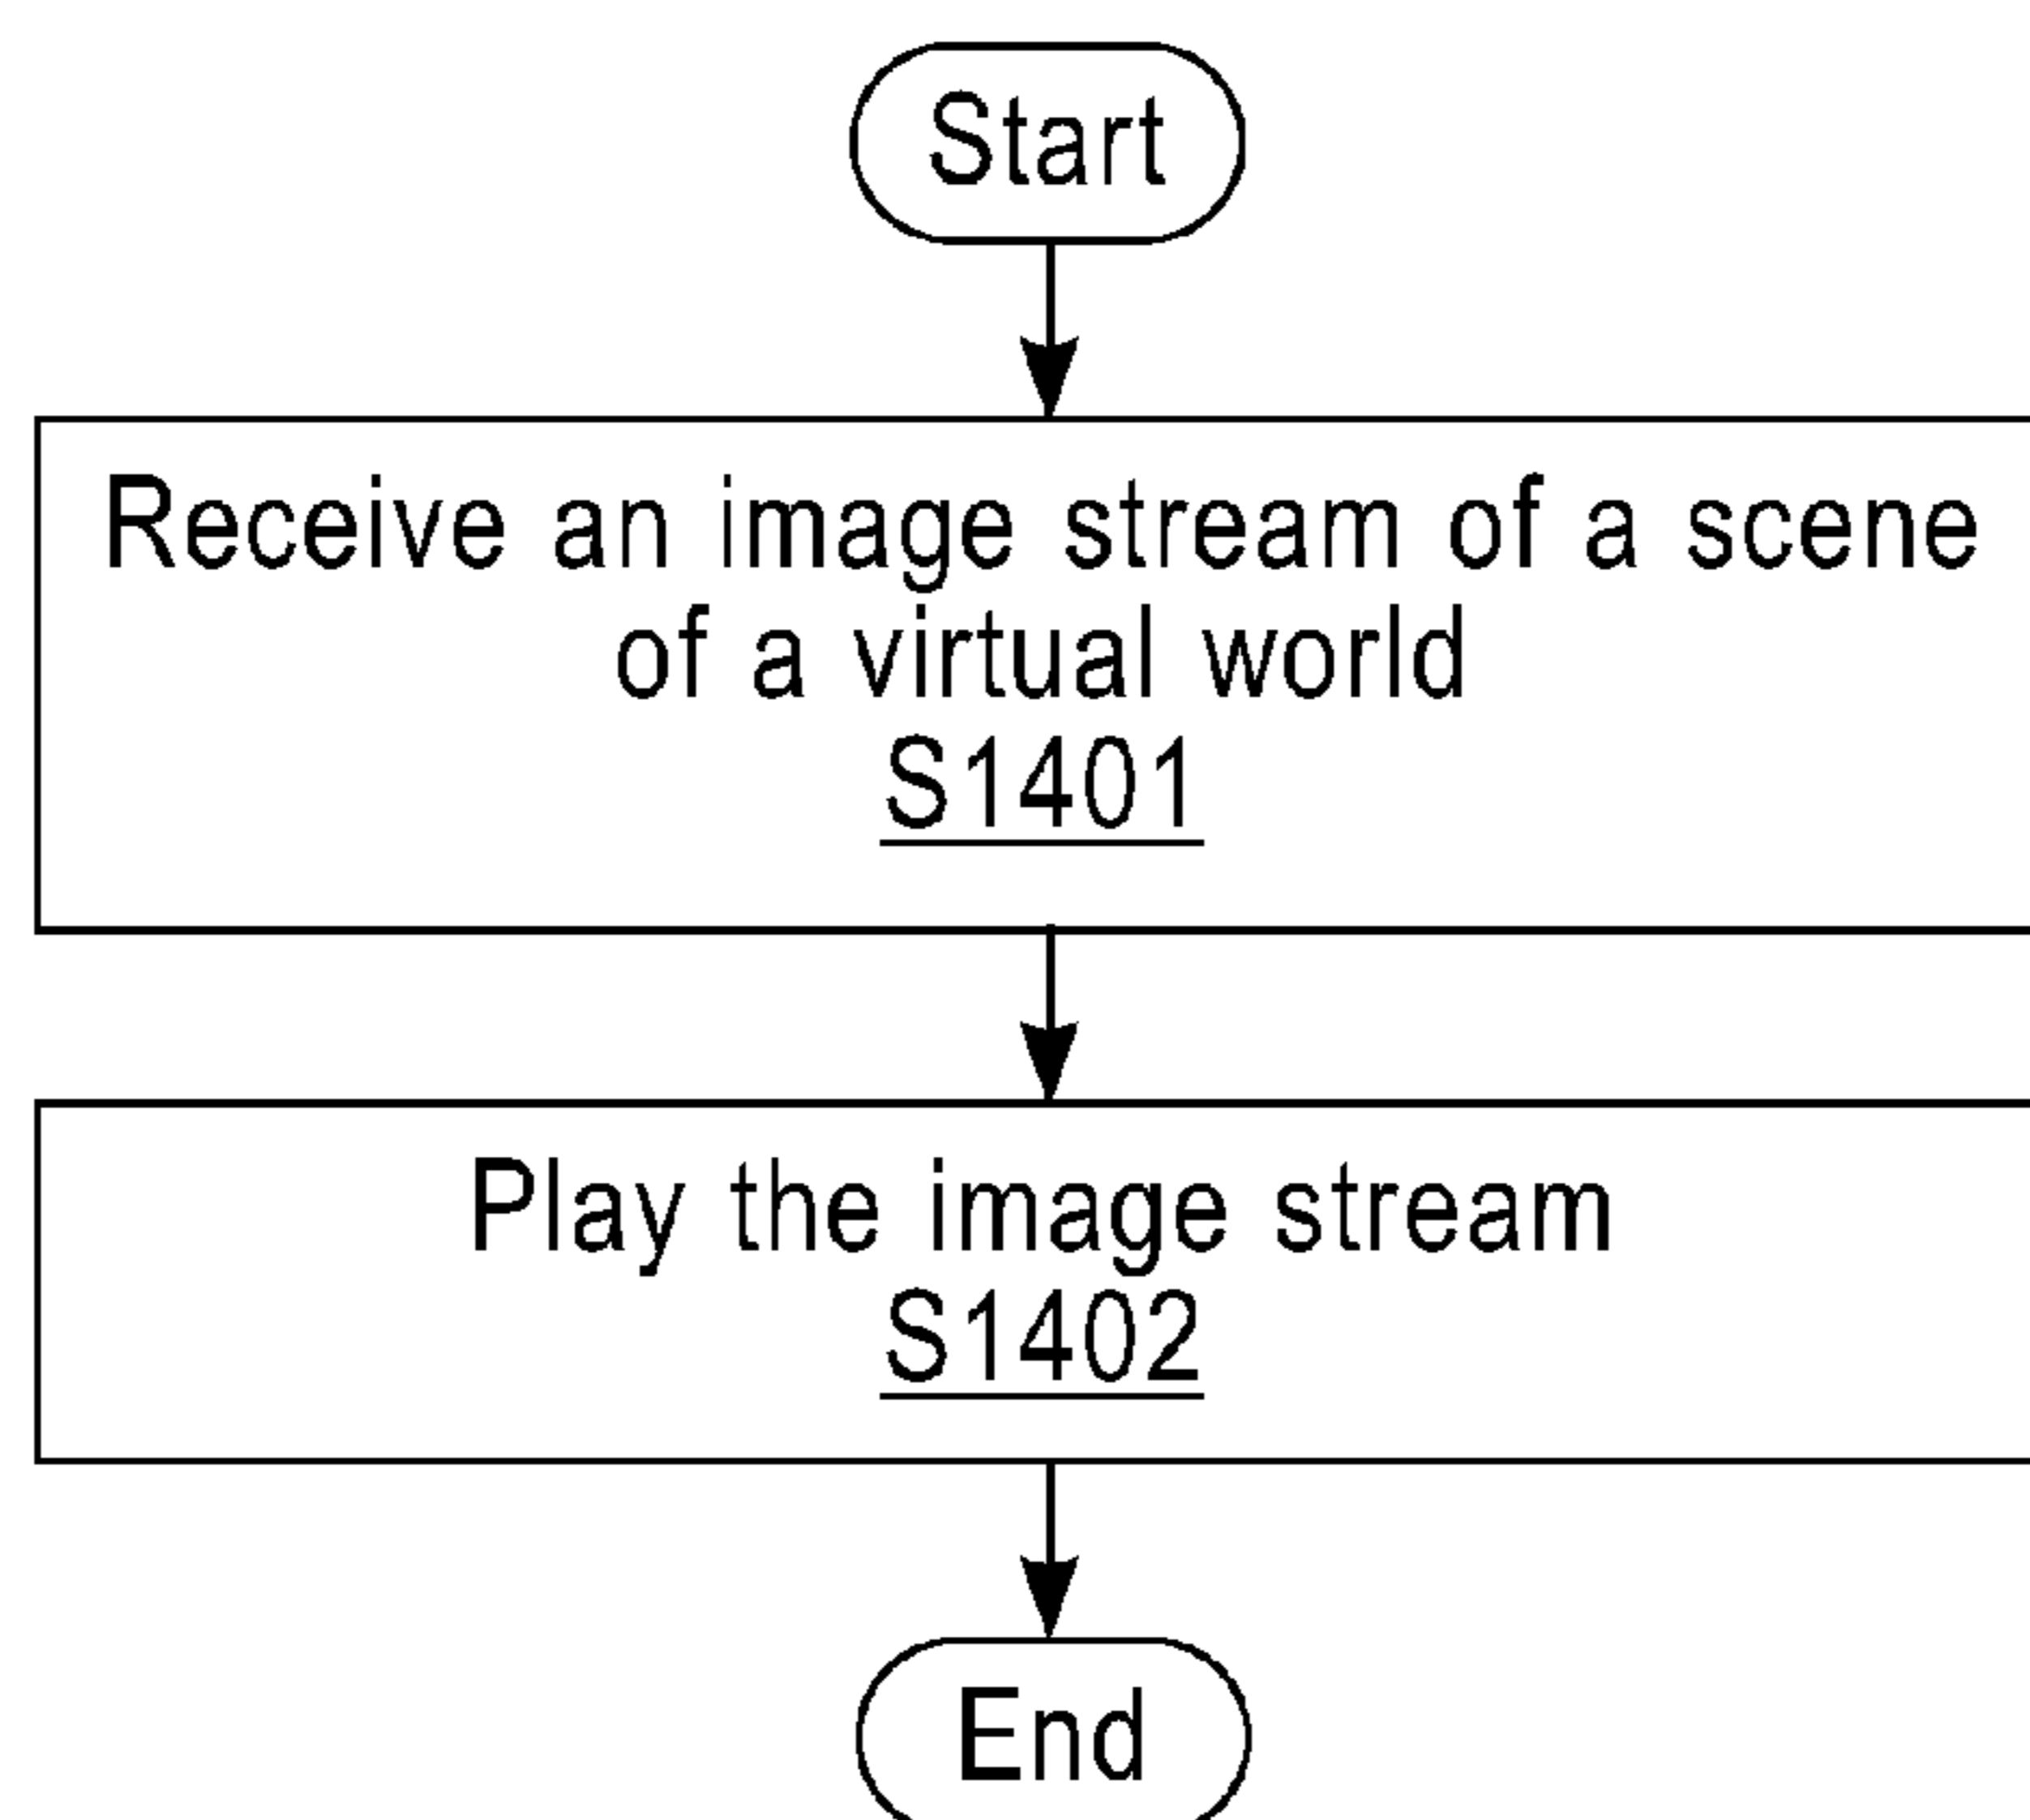 Start
Receive an image stream of a scene
of a virtual world
S1401
Play the image stream
S1402
End